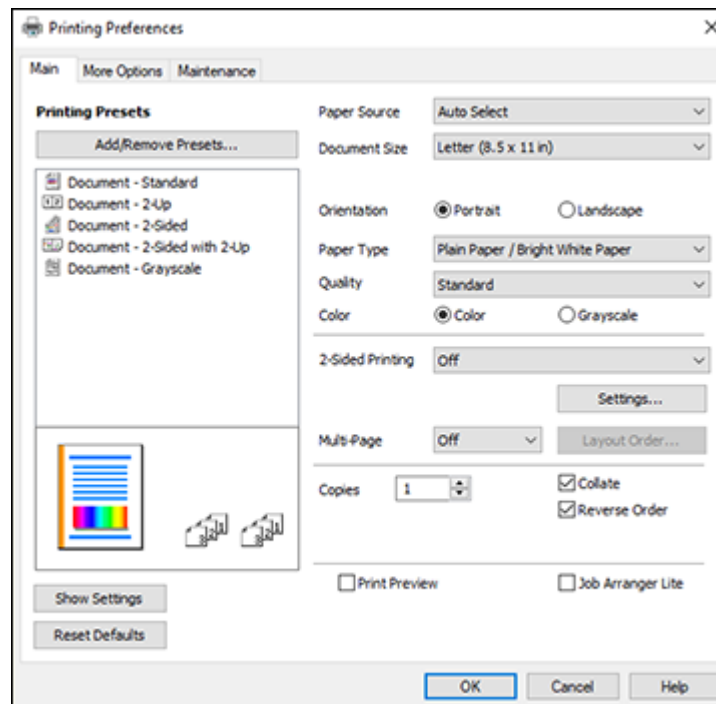 Printing Preferences
Main More Options Maintenance
Printing Presets
Add/Remove Presets...
Document - Standard
Document - 2-Up
Document - 2-Sided
Document - 2-Sided with 2-Up
Document - Grayscale
Show Settings
Reset Defaults
Paper Source Auto Select
Document Size Letter (8.5 x 11 in)
Orientation Portrait Landscape
Paper Type Plain Paper / Bright White Paper
Quality Standard
Color Color Grayscale
2-Sided Printing Off
Settings...
Multi-Page Off Layout Order...
Copies 1 Collate
Reverse Order
Print Preview Job Arranger Lite
OK Cancel Help